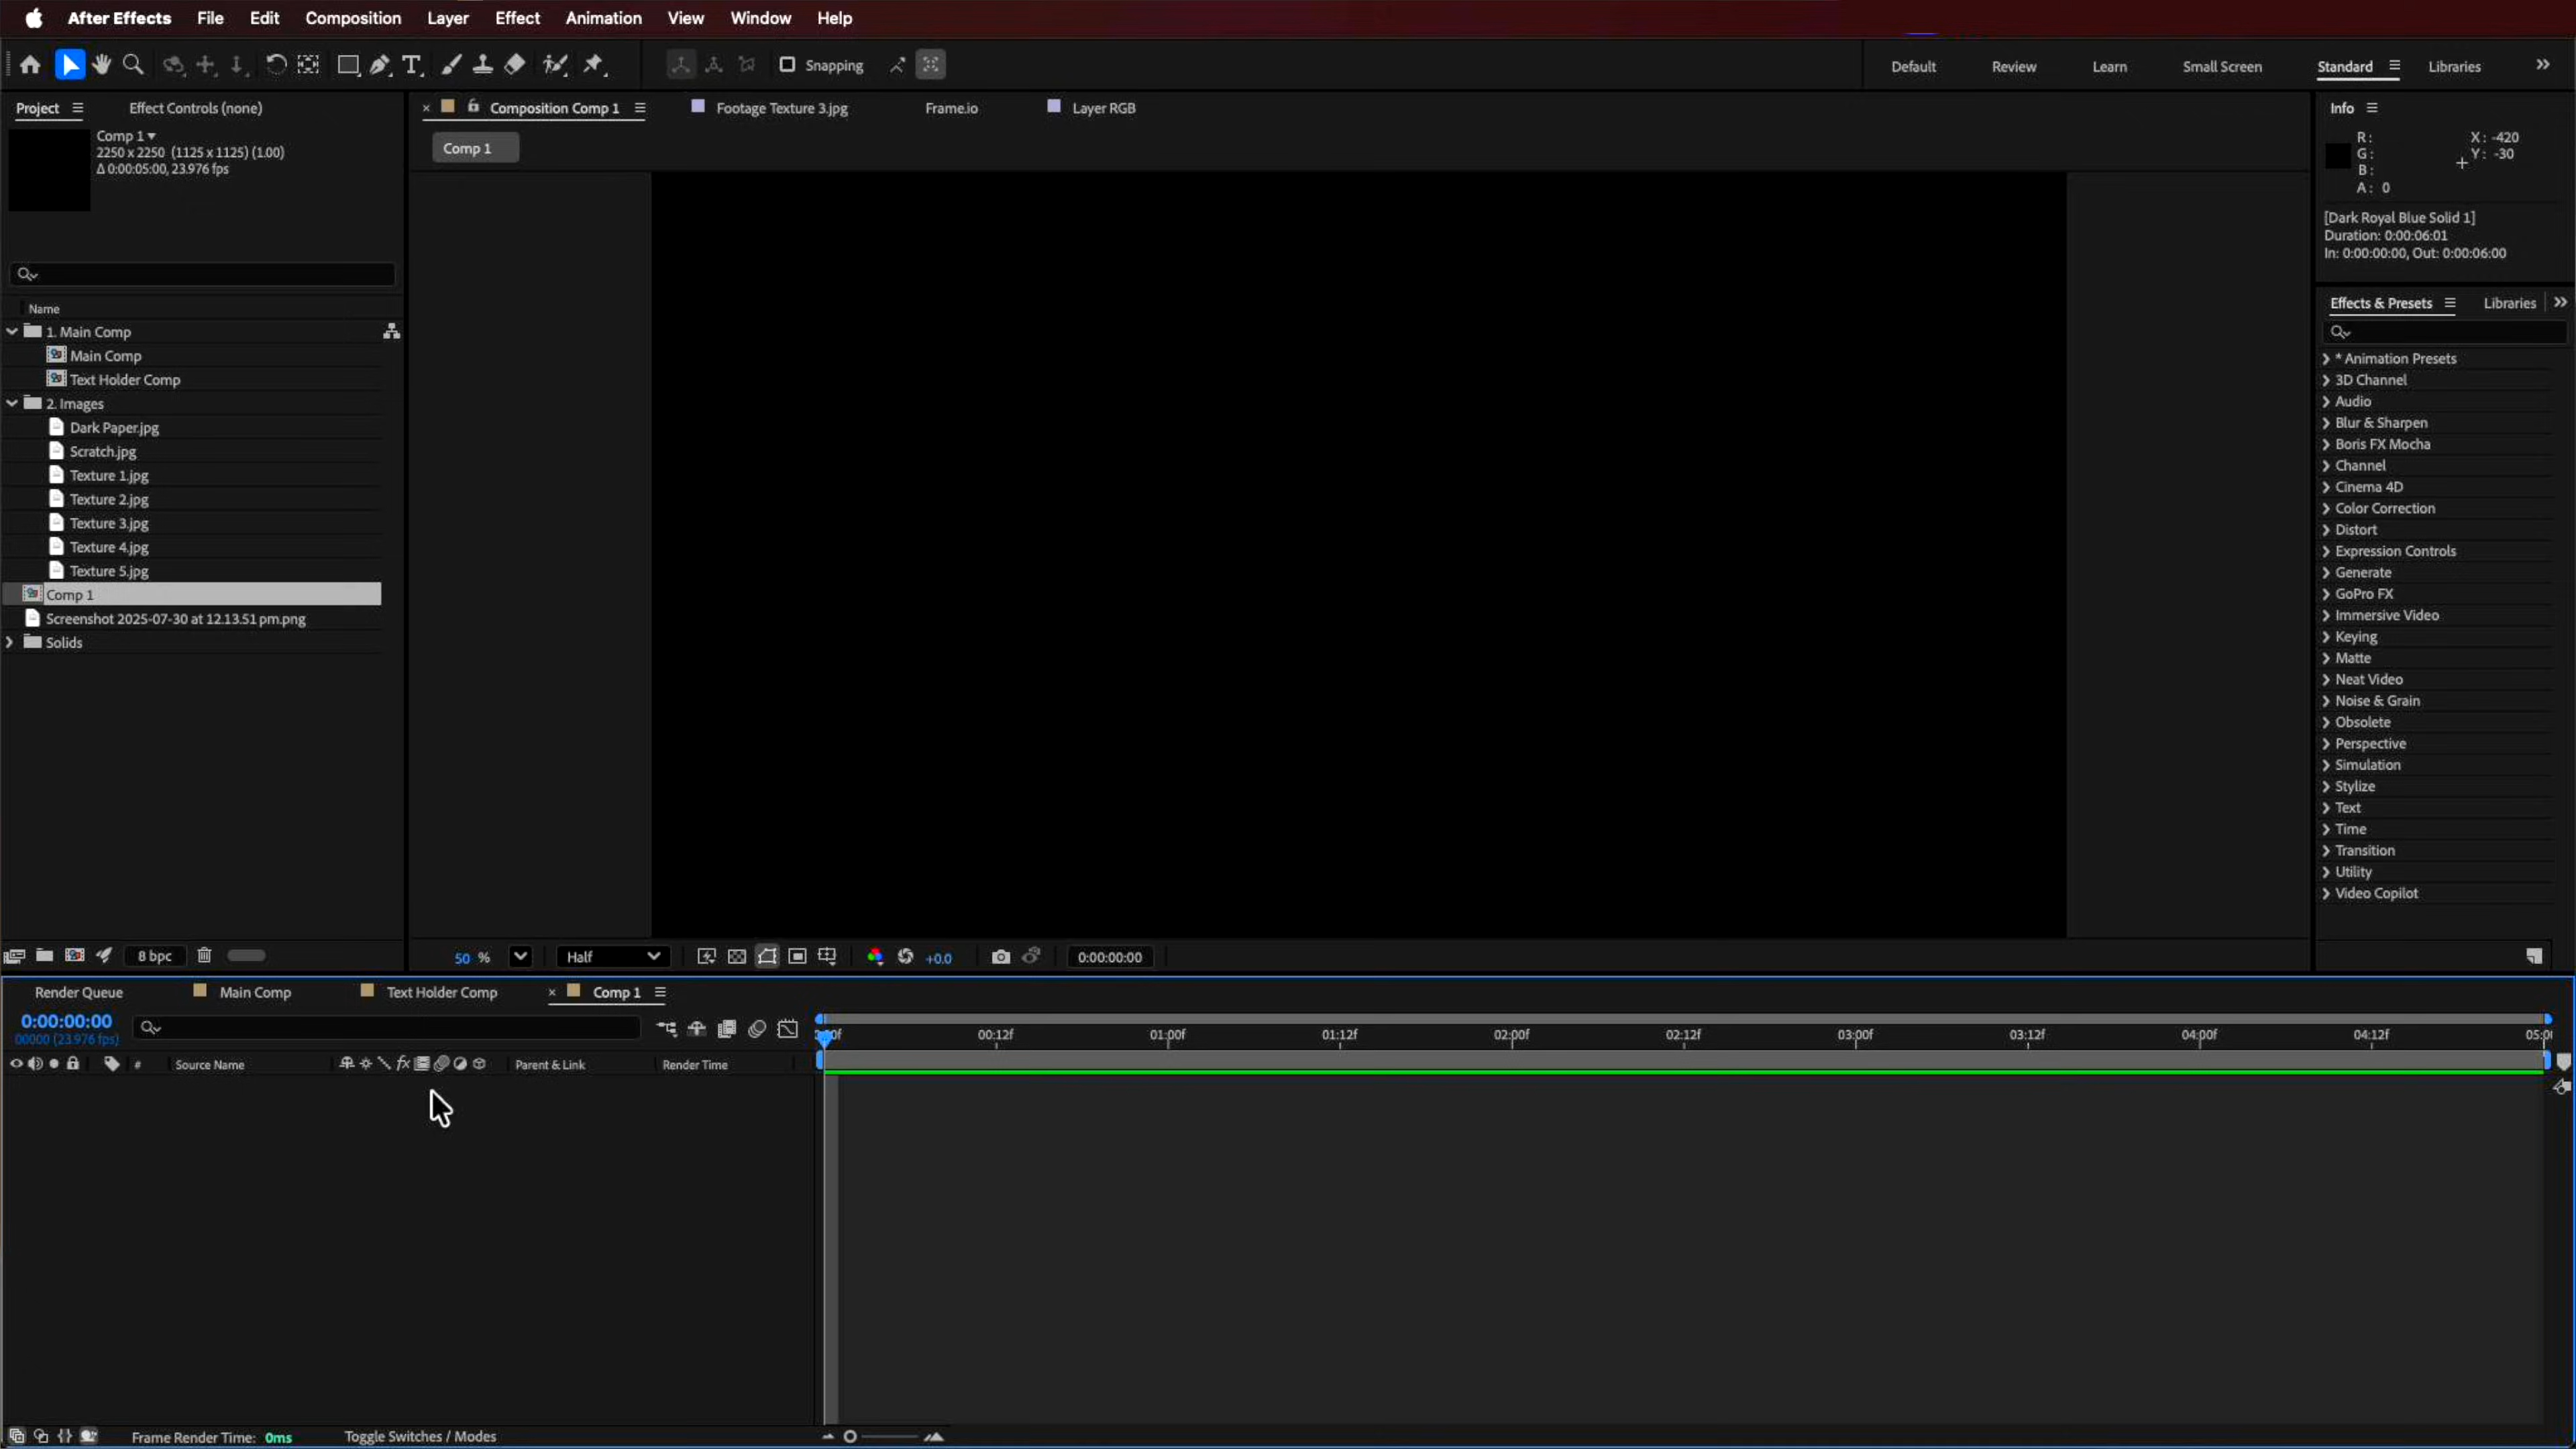 After Effects File Edit Composition Layer Effect Animation View Window Help
Snapping Default Review Learn Small Screen Standard Libraries
Project Effect Controls (none)
Comp 1
2250 x 2250 (1125 x 1125) (1.00)
Δ 0:00:05:00, 23.976 fps
Name
1. Main Comp
Main Comp
Text Holder Comp
2. Images
Dark Paper.jpg
Scratch.jpg
Texture 1.jpg
Texture 2.jpg
Texture 3.jpg
Texture 4.jpg
Texture 5.jpg
Comp 1
Screenshot 2025-07-30 at 12.13.51 pm.png
Solids
8 bpc
Composition Comp 1 Footage Texture 3.jpg Frame.io Layer RGB
Comp 1
50 % Half +0.0 0:00:00:00
Info
R: X: -420
G: Y: -30
B:
A: 0
[Dark Royal Blue Solid 1]
Duration: 0:00:06:01
In: 0:00:00:00, Out: 0:00:06:00
Effects & Presets Libraries
* Animation Presets
3D Channel
Audio
Blur & Sharpen
Boris FX Mocha
Channel
Cinema 4D
Color Correction
Distort
Expression Controls
Generate
GoPro FX
Immersive Video
Keying
Matte
Neat Video
Noise & Grain
Obsolete
Perspective
Simulation
Stylize
Text
Time
Transition
Utility
Video Copilot
Render Queue Main Comp Text Holder Comp Comp 1
0:00:00:00
00000 (23.976 fps)
00:12f 01:00f 01:12f 02:00f 02:12f 03:00f 03:12f 04:00f 04:12f
# Source Name fx Parent & Link Render Time
Frame Render Time: 0ms Toggle Switches / Modes